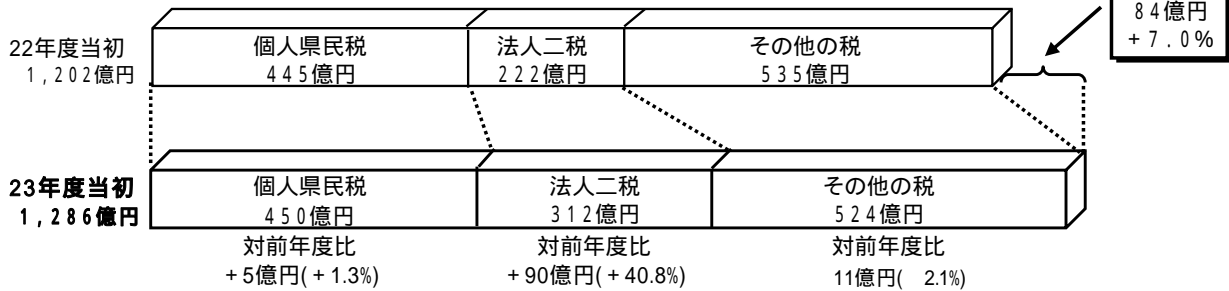 84億円
+7.0%
22年度当初
1,202億円
個人県民税
445億円
法人二税
222億円
その他の税
535億円
23年度当初
1,286億円
個人県民税
450億円
法人二税
312億円
その他の税
524億円
対前年度比
+5億円(+1.3%)
対前年度比
+90億円(+40.8%)
対前年度比
11億円( 2.1%)